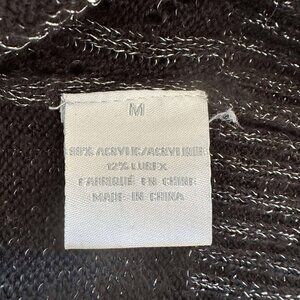 M
88% ACRYLIC/ACRYLIQUE
12% LUREX
FABRIQUÉ EN CHINE
MADE IN CHINA